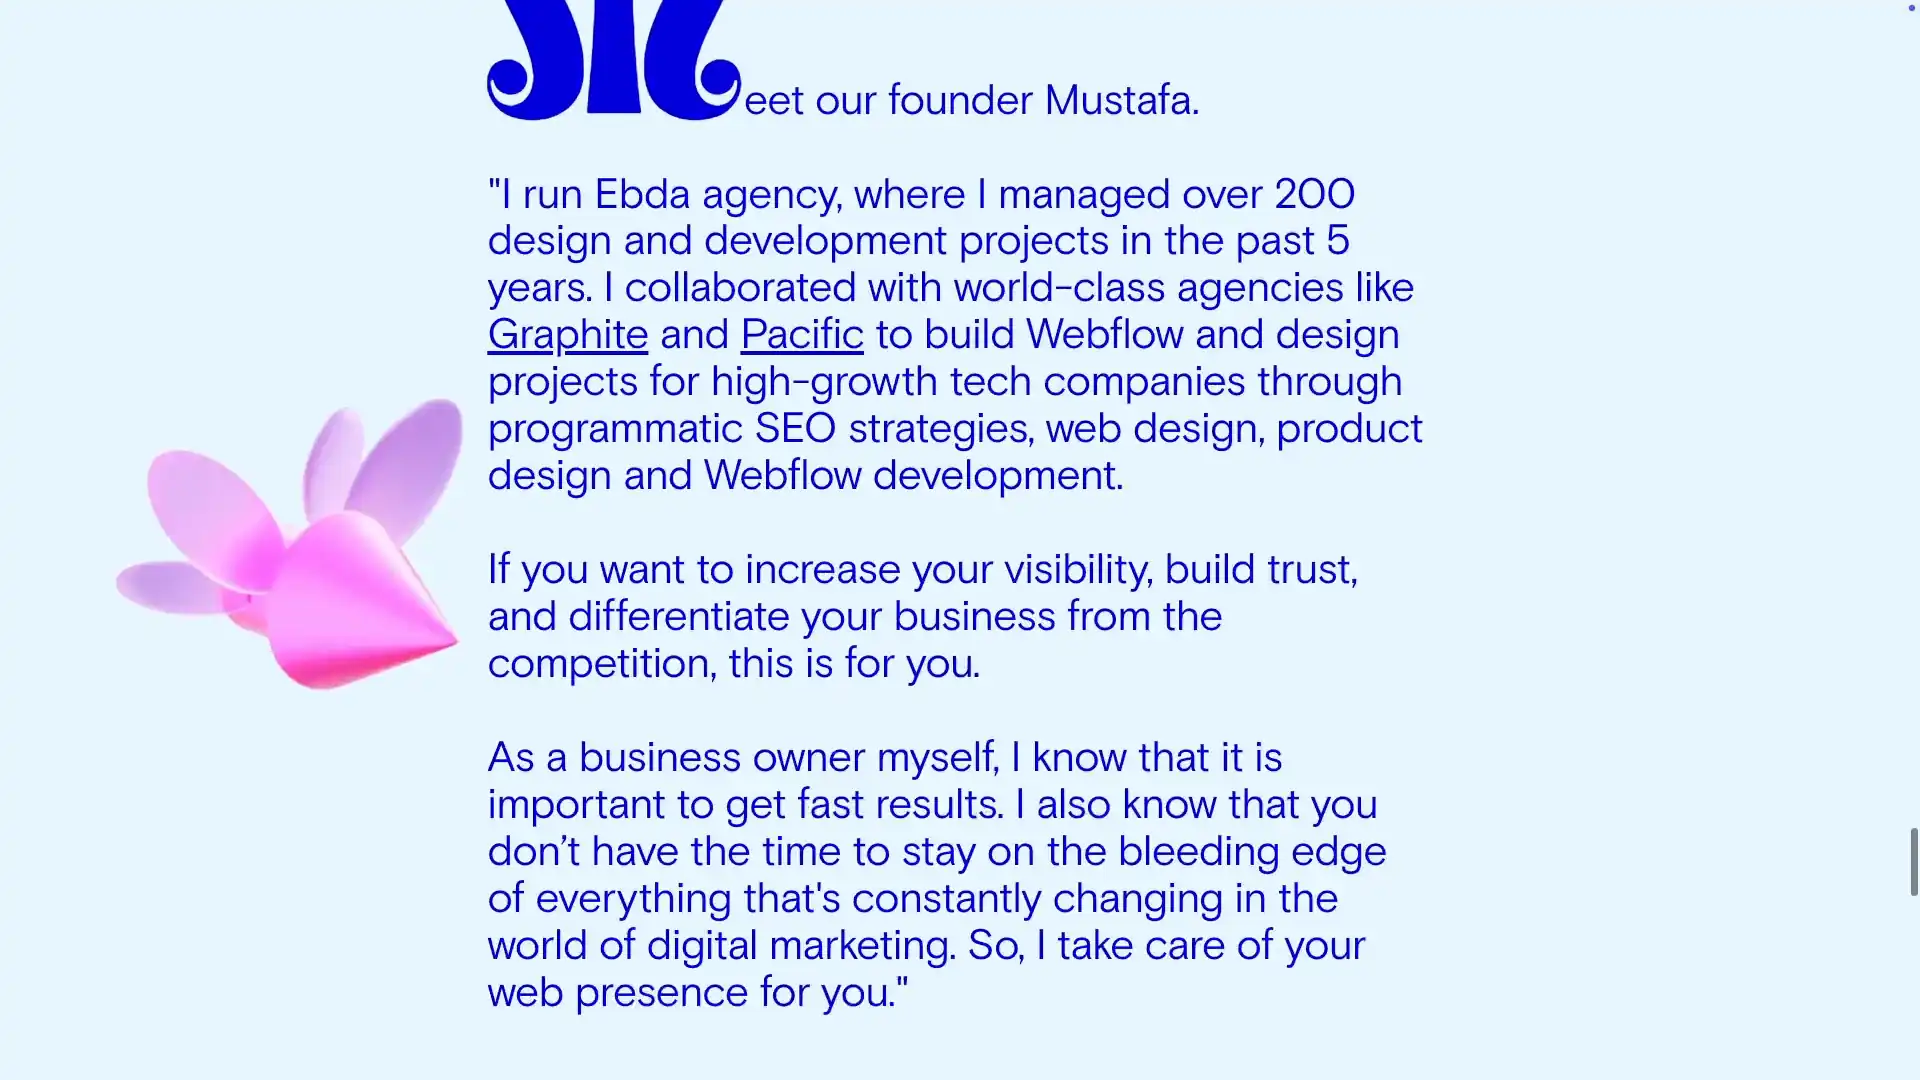 Meet our founder Mustafa.
"I run Ebda agency, where I managed over 200
design and development projects in the past 5
years. I collaborated with world-class agencies like
Graphite and Pacific to build Webflow and design
projects for high-growth tech companies through
programmatic SEO strategies, web design, product
design and Webflow development.
If you want to increase your visibility, build trust,
and differentiate your business from the
competition, this is for you.
As a business owner myself, I know that it is
important to get fast results. I also know that you
don’t have the time to stay on the bleeding edge
of everything that's constantly changing in the
world of digital marketing. So, I take care of your
web presence for you."